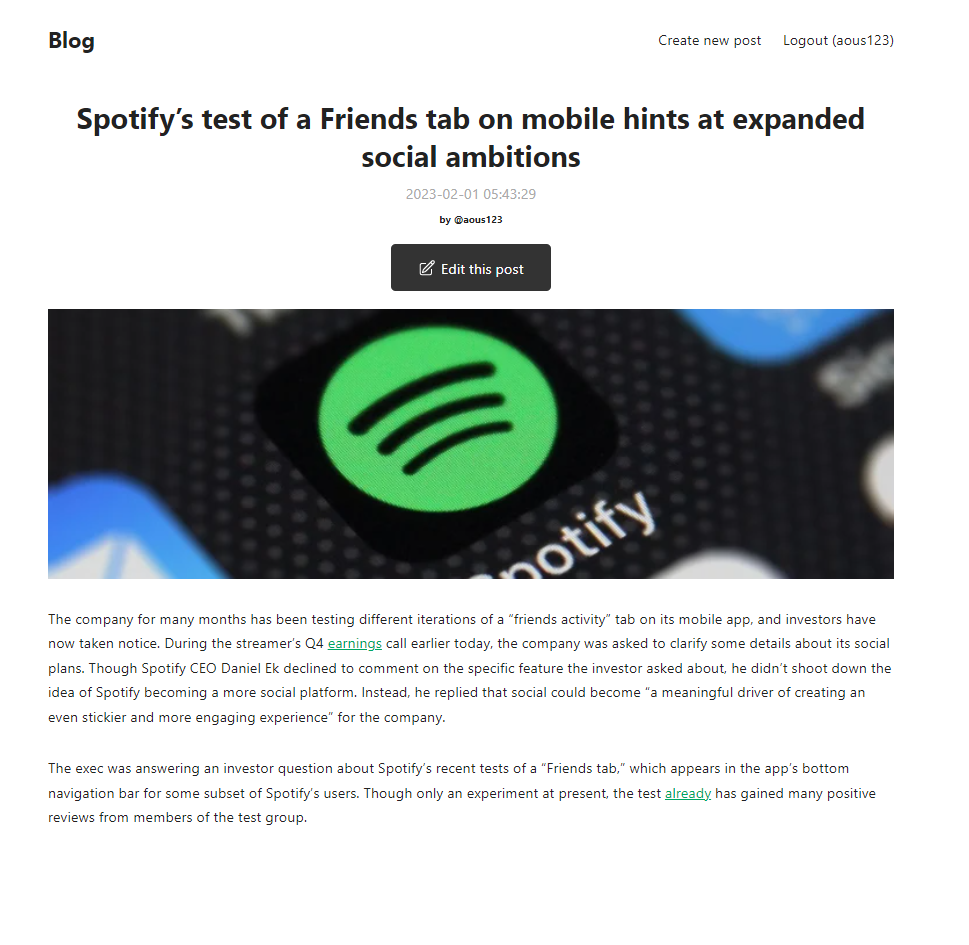 Blog
Create new post
Logout (aous123)
Spotify’s test of a Friends tab on mobile hints at expanded
social ambitions
2023-02-01 05:43:29
by @aous123
Edit this post
Spotify
The company for many months has been testing different iterations of a “friends activity” tab on its mobile app, and investors have
now taken notice. During the streamer’s Q4 earnings call earlier today, the company was asked to clarify some details about its social
plans. Though Spotify CEO Daniel Ek declined to comment on the specific feature the investor asked about, he didn’t shoot down the
idea of Spotify becoming a more social platform. Instead, he replied that social could become “a meaningful driver of creating an
even stickier and more engaging experience” for the company.
The exec was answering an investor question about Spotify’s recent tests of a “Friends tab,” which appears in the app’s bottom
navigation bar for some subset of Spotify’s users. Though only an experiment at present, the test already has gained many positive
reviews from members of the test group.